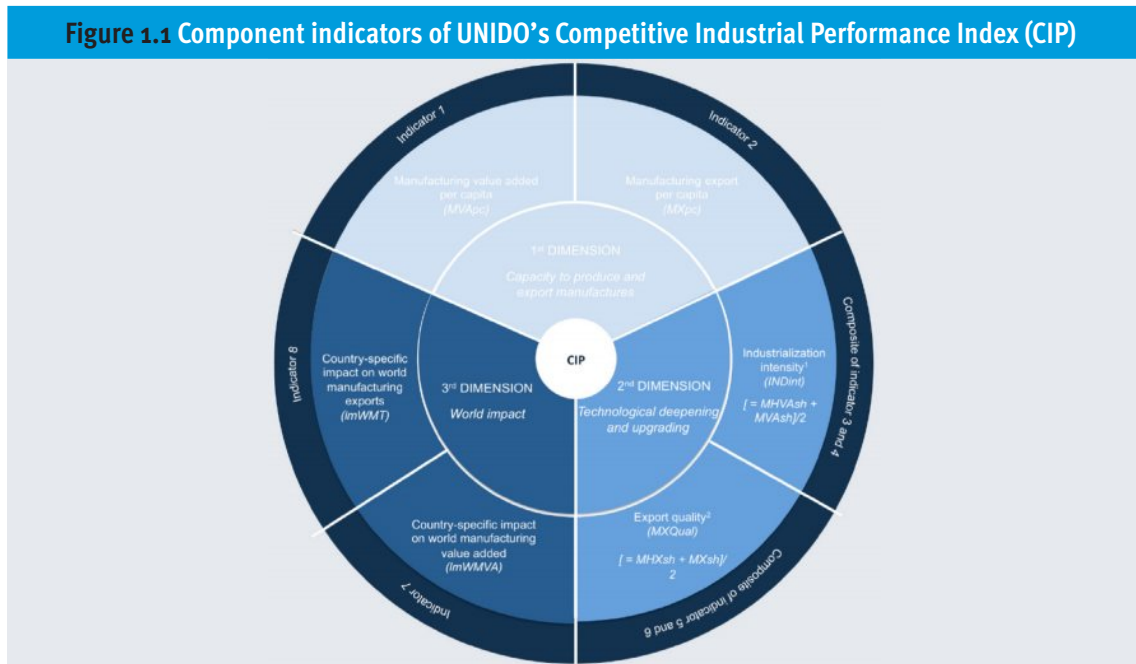 Figure 1.1 Component indicators of UNIDO's Competitive Industrial Performance Index (CIP)
Indicator 1
Indicator 2
Manufacturing value added
per capita
(MVApc)
Manufacturing export
per capita
(MXpc)
1st DIMENSION
Capacity to produce and
export manufactures
Indicator 8
Country-specific
impact on world
manufacturing
exports
(ImWMT)
3rd DIMENSION
World impact
CIP
2nd DIMENSION
Technological deepening
and upgrading
Industrialization
intensity¹
(INDint)
[ = MHVAsh +
MVAsh]/2
Composite of indicator 3 and 4
Country-specific impact
on world manufacturing
value added
(ImWMVA)
Indicator 7
Export quality²
(MXQual)
[ = MHXsh + MXsh]/
2
Composite of indicator 5 and 6